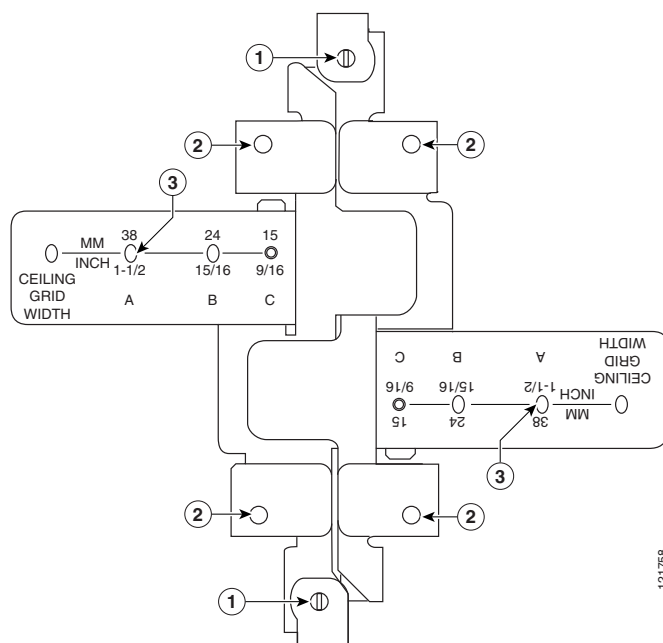 1
2
2
3
MM
38
24
15
INCH
1-1/2
15/16
9/16
CEILING
GRID
WIDTH
A
B
C
CEILING
GRID
WIDTH
A
B
C
INCH
1-1/2
15/16
9/16
MM
38
24
15
3
2
2
1
121758